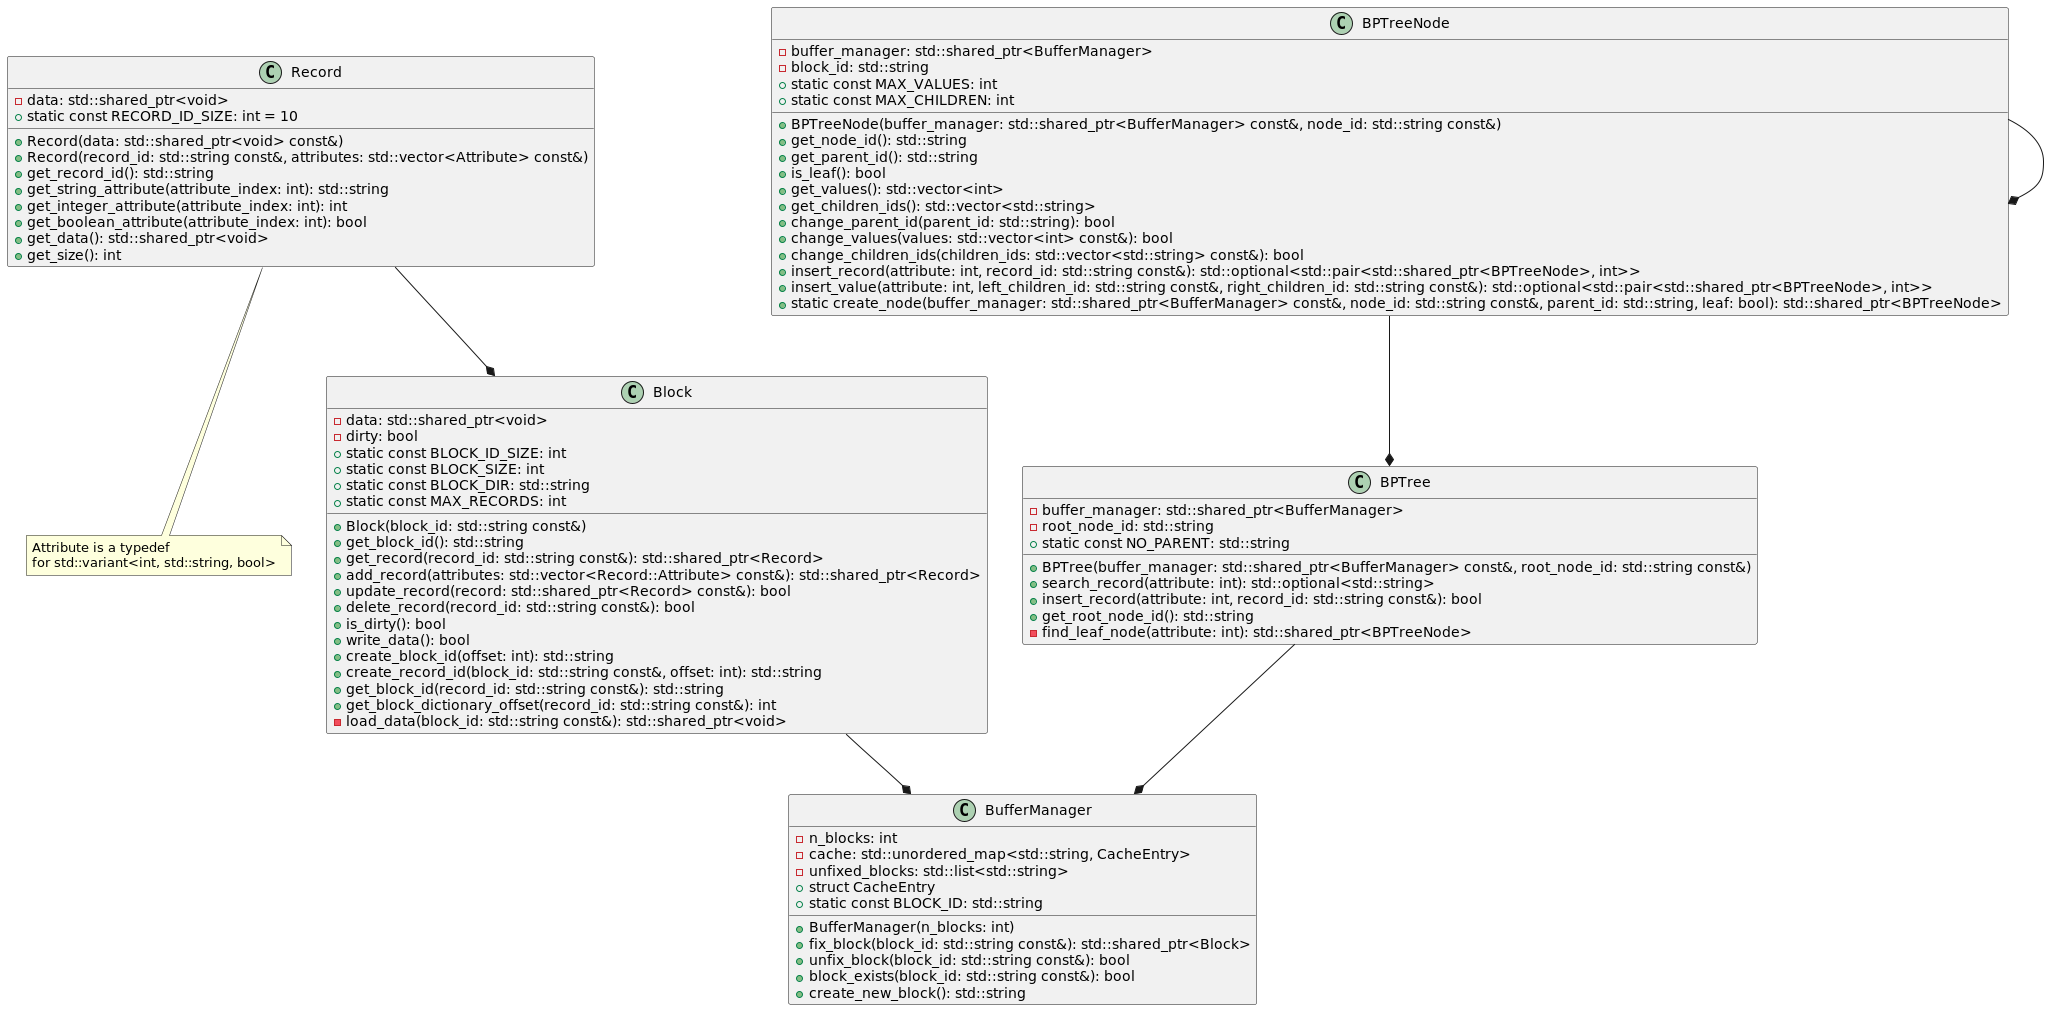 C Record
data: std::shared_ptr<void>
static const RECORD_ID_SIZE: int = 10
Record(data: std::shared_ptr<void> const&)
Record(record_id: std::string const&, attributes: std::vector<Attribute> const&)
get_record_id(): std::string
get_string_attribute(attribute_index: int): std::string
get_integer_attribute(attribute_index: int): int
get_boolean_attribute(attribute_index: int): bool
get_data(): std::shared_ptr<void>
get_size(): int
C BPTreeNode
buffer_manager: std::shared_ptr<BufferManager>
block_id: std::string
static const MAX_VALUES: int
static const MAX_CHILDREN: int
BPTreeNode(buffer_manager: std::shared_ptr<BufferManager> const&, node_id: std::string const&)
get_node_id(): std::string
get_parent_id(): std::string
is_leaf(): bool
get_values(): std::vector<int>
get_children_ids(): std::vector<std::string>
change_parent_id(parent_id: std::string): bool
change_values(values: std::vector<int> const&): bool
change_children_ids(children_ids: std::vector<std::string> const&): bool
insert_record(attribute: int, record_id: std::string const&): std::optional<std::pair<std::shared_ptr<BPTreeNode>, int>>
insert_value(attribute: int, left_children_id: std::string const&, right_children_id: std::string const&): std::optional<std::pair<std::shared_ptr<BPTreeNode>, int>>
static create_node(buffer_manager: std::shared_ptr<BufferManager> const&, node_id: std::string const&, parent_id: std::string, leaf: bool): std::shared_ptr<BPTreeNode>
Attribute is a typedef
for std::variant<int, std::string, bool>
C Block
data: std::shared_ptr<void>
dirty: bool
static const BLOCK_ID_SIZE: int
static const BLOCK_SIZE: int
static const BLOCK_DIR: std::string
static const MAX_RECORDS: int
Block(block_id: std::string const&)
get_block_id(): std::string
get_record(record_id: std::string const&): std::shared_ptr<Record>
add_record(attributes: std::vector<Record::Attribute> const&): std::shared_ptr<Record>
update_record(record: std::shared_ptr<Record> const&): bool
delete_record(record_id: std::string const&): bool
is_dirty(): bool
write_data(): bool
create_block_id(offset: int): std::string
create_record_id(block_id: std::string const&, offset: int): std::string
get_block_id(record_id: std::string const&): std::string
get_block_dictionary_offset(record_id: std::string const&): int
load_data(block_id: std::string const&): std::shared_ptr<void>
C BPTree
buffer_manager: std::shared_ptr<BufferManager>
root_node_id: std::string
static const NO_PARENT: std::string
BPTree(buffer_manager: std::shared_ptr<BufferManager> const&, root_node_id: std::string const&)
search_record(attribute: int): std::optional<std::string>
insert_record(attribute: int, record_id: std::string const&): bool
get_root_node_id(): std::string
find_leaf_node(attribute: int): std::shared_ptr<BPTreeNode>
C BufferManager
n_blocks: int
cache: std::unordered_map<std::string, CacheEntry>
unfixed_blocks: std::list<std::string>
struct CacheEntry
static const BLOCK_ID: std::string
BufferManager(n_blocks: int)
fix_block(block_id: std::string const&): std::shared_ptr<Block>
unfix_block(block_id: std::string const&): bool
block_exists(block_id: std::string const&): bool
create_new_block(): std::string